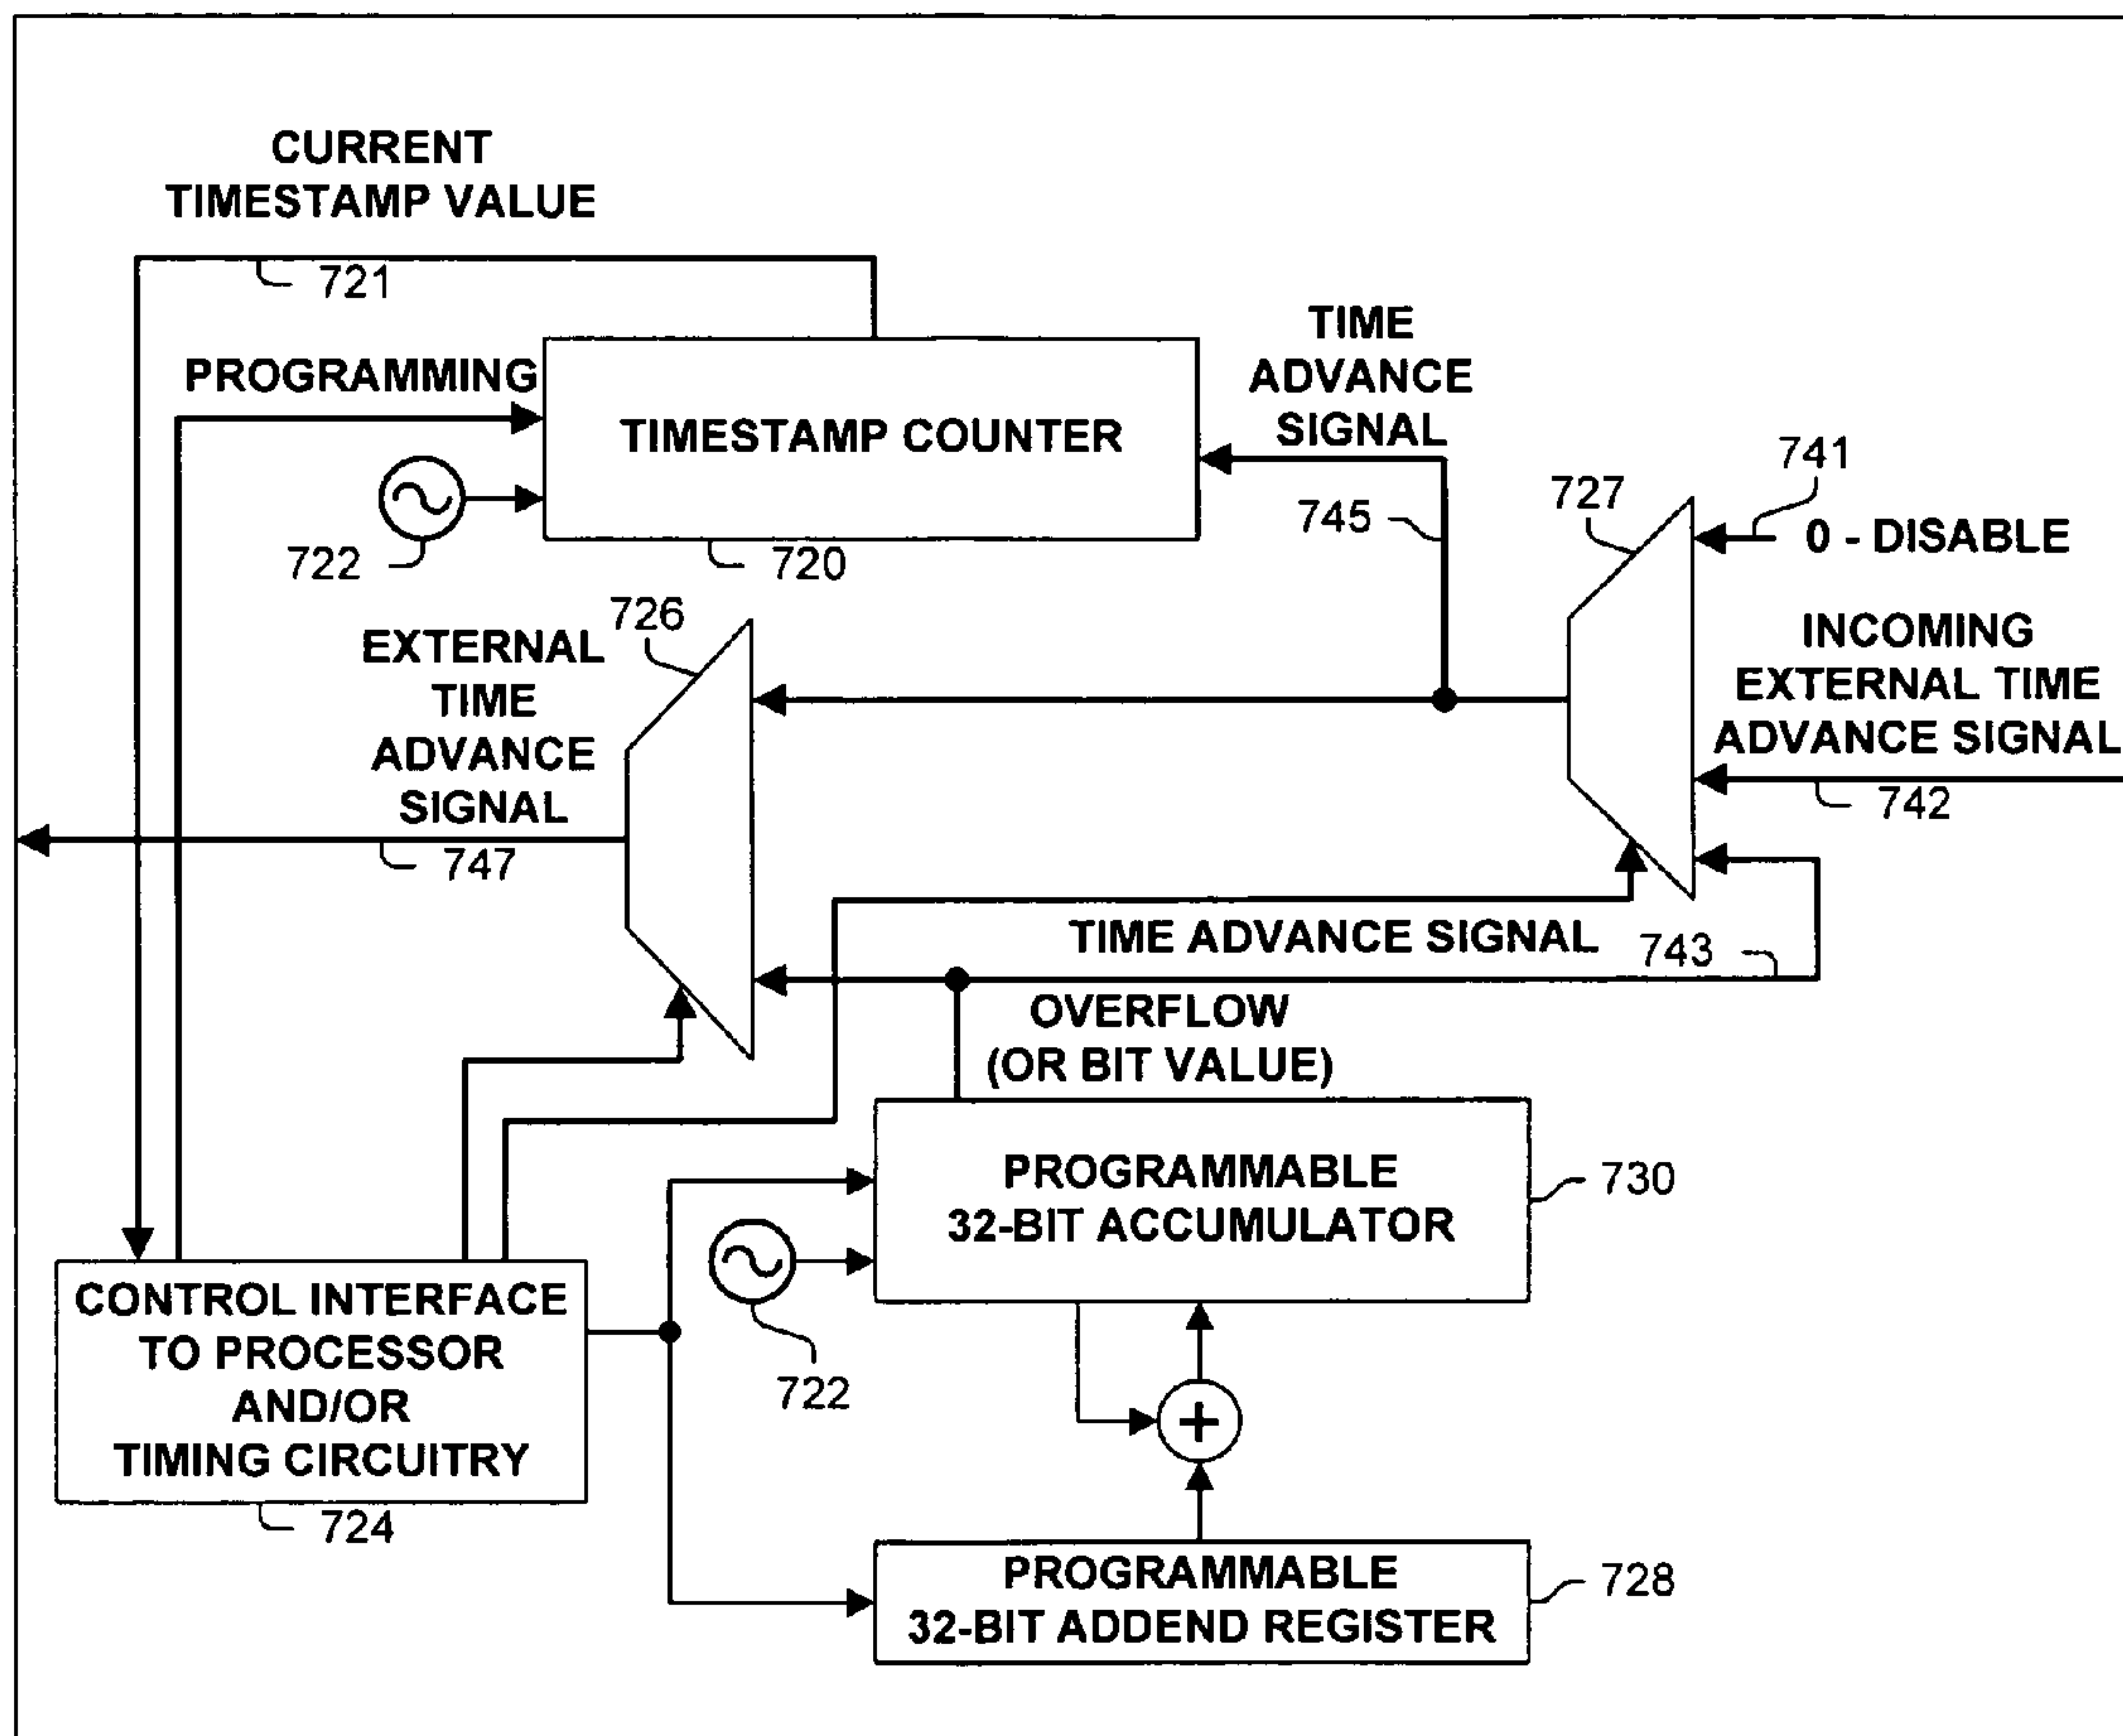 CURRENT
TIMESTAMP VALUE
721
PROGRAMMING
TIMESTAMP COUNTER
722
720
TIME
ADVANCE
SIGNAL
745
727
741
0 - DISABLE
INCOMING
EXTERNAL TIME
ADVANCE SIGNAL
742
726
EXTERNAL
TIME
ADVANCE
SIGNAL
747
TIME ADVANCE SIGNAL
743
OVERFLOW
(OR BIT VALUE)
PROGRAMMABLE
32-BIT ACCUMULATOR
730
722
CONTROL INTERFACE
TO PROCESSOR
AND/OR
TIMING CIRCUITRY
724
+
PROGRAMMABLE
32-BIT ADDEND REGISTER
728